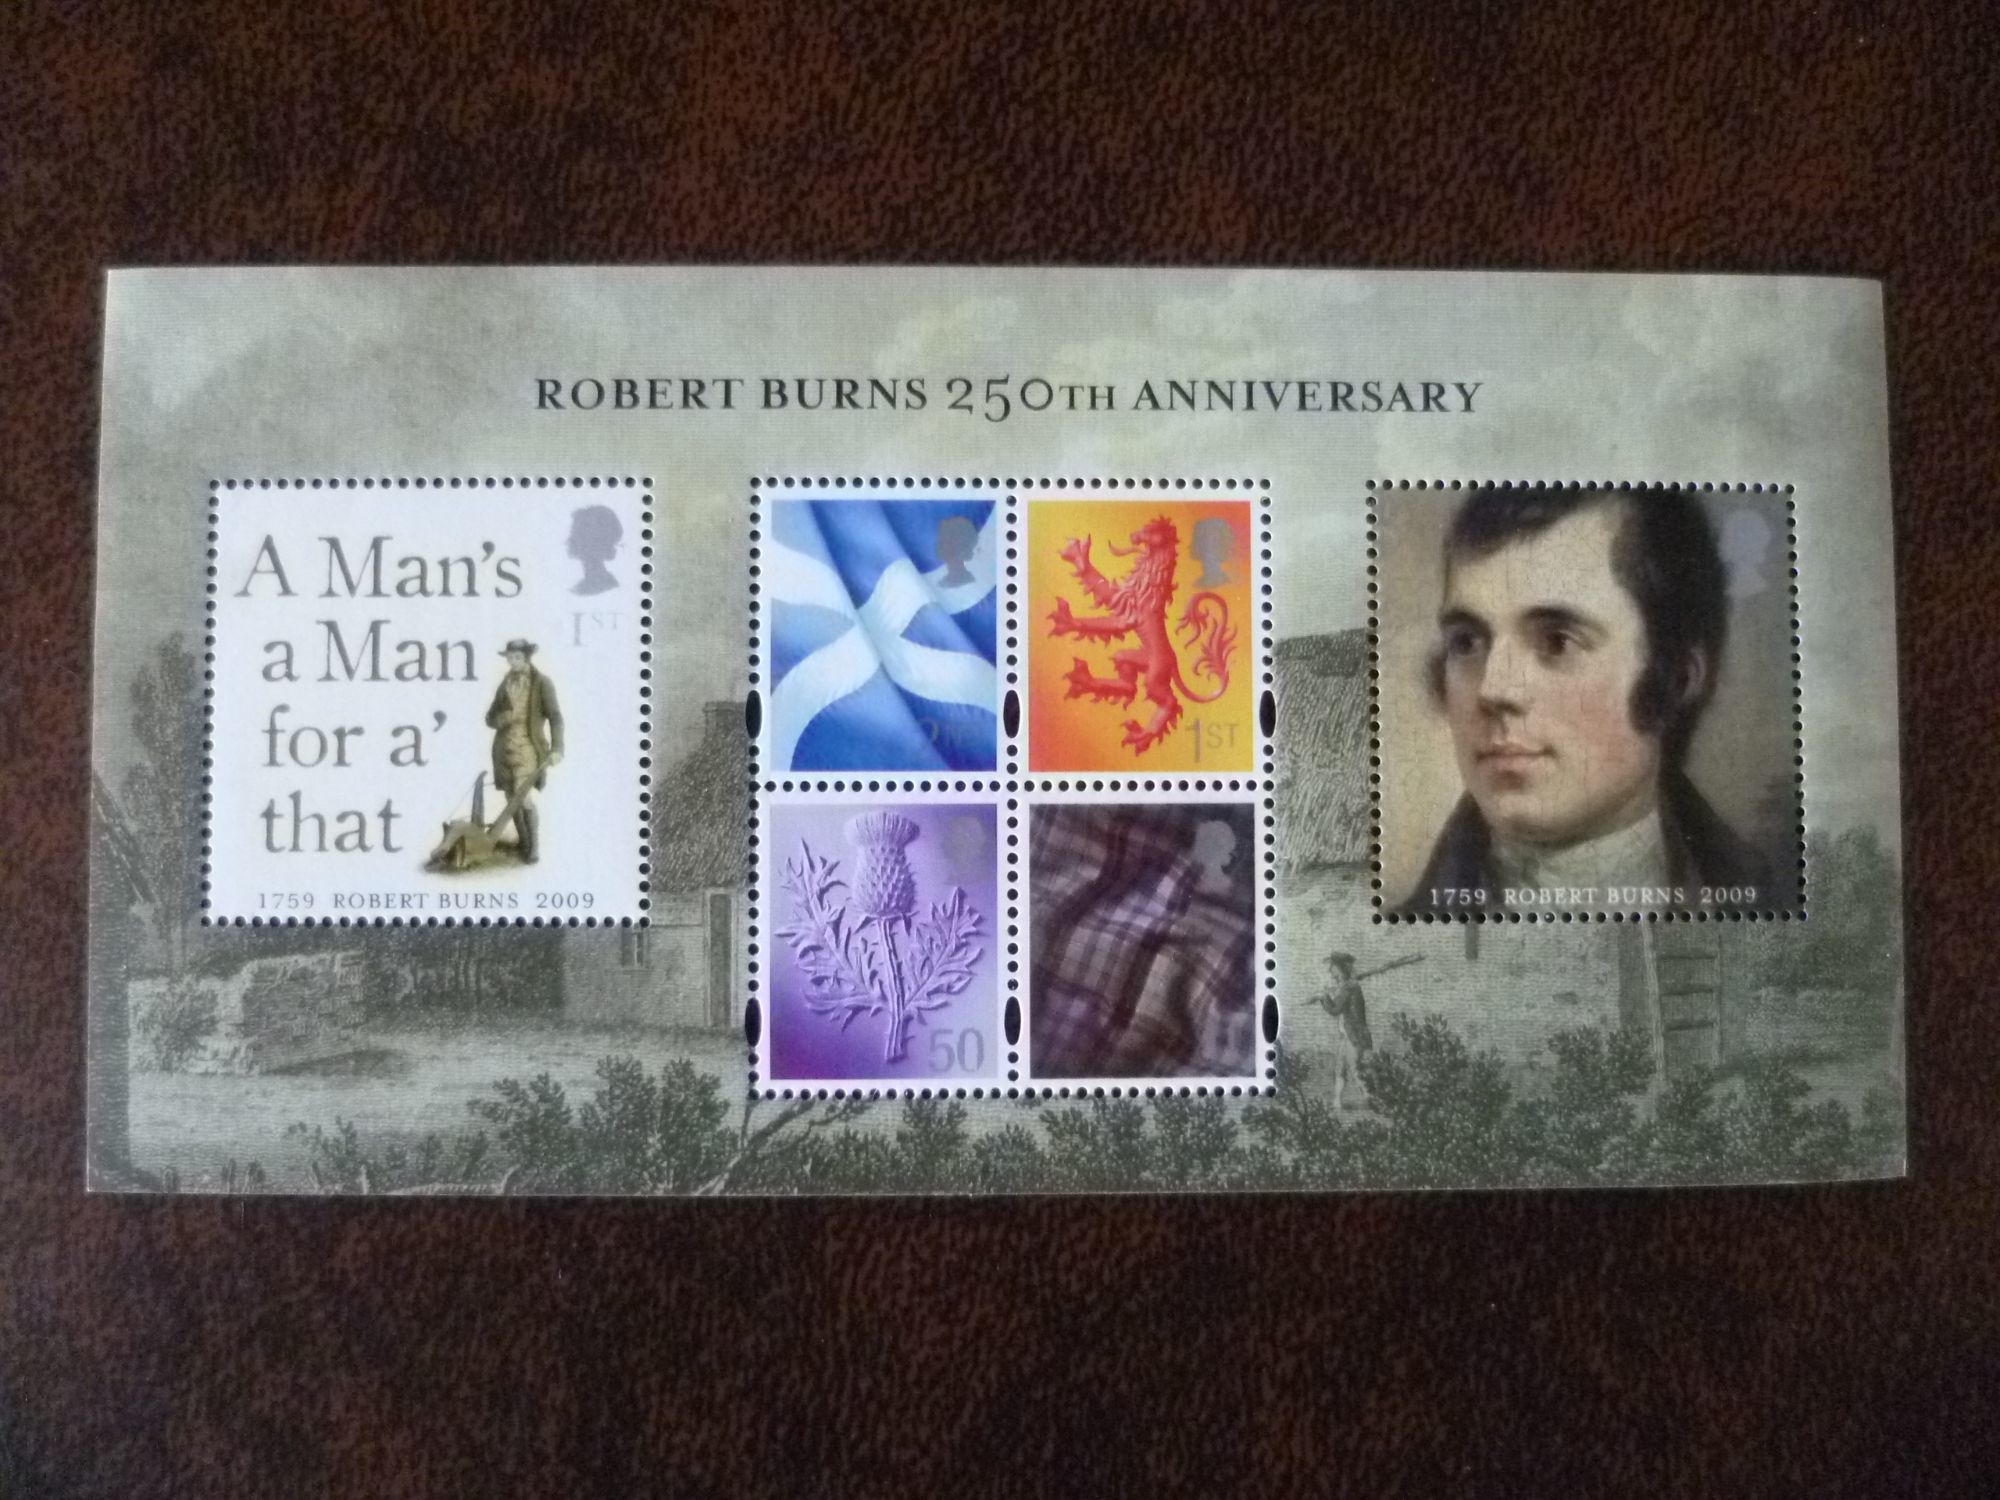 ROBERT BURNS 250TH ANNIVERSARY
A Man's
a Man
for a'
that
1ST
1759 ROBERT BURNS 2009
2ND
1ST
50
1759 ROBERT BURNS 2009